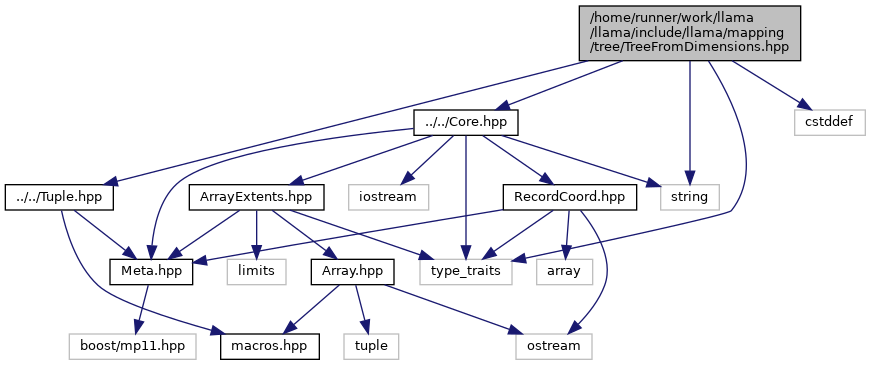 /home/runner/work/llama
/llama/include/llama/mapping
/tree/TreeFromDimensions.hpp
../../Core.hpp
cstddef
../../Tuple.hpp
ArrayExtents.hpp
iostream
RecordCoord.hpp
string
Meta.hpp
limits
Array.hpp
type_traits
array
boost/mp11.hpp
macros.hpp
tuple
ostream